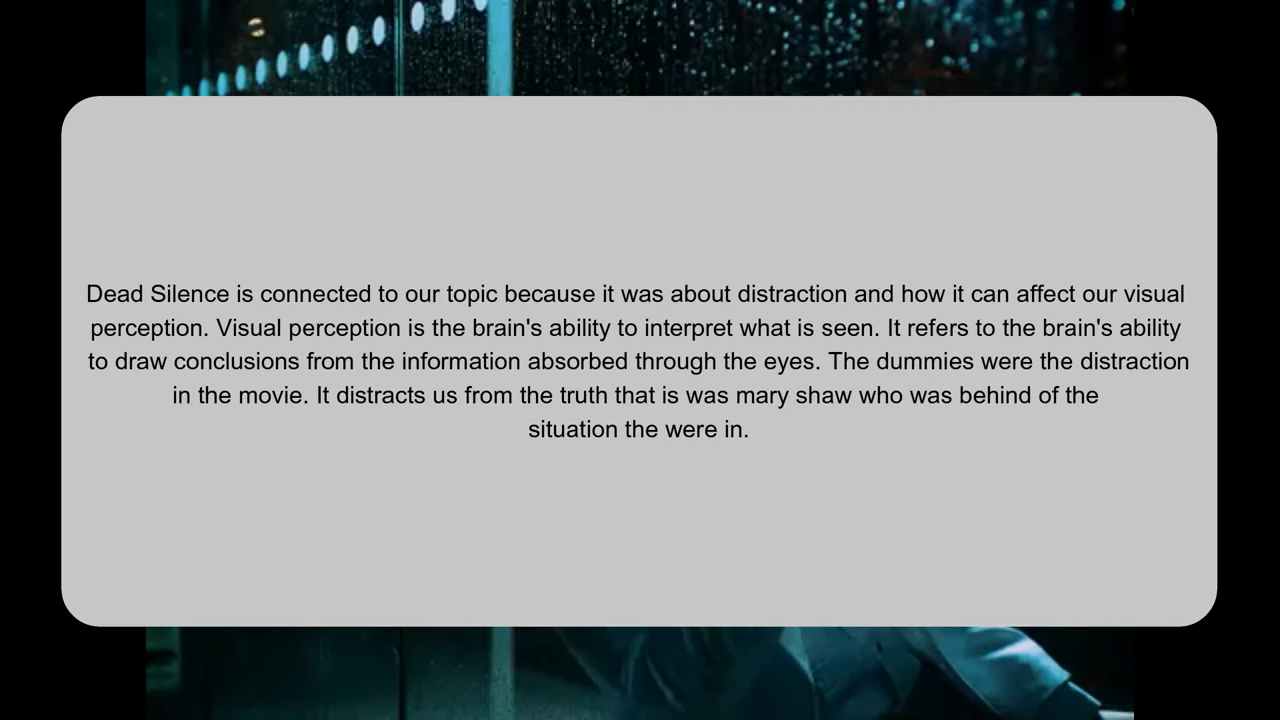 Dead Silence is connected to our topic because it was about distraction and how it can affect our visual
perception. Visual perception is the brain's ability to interpret what is seen. It refers to the brain's ability
to draw conclusions from the information absorbed through the eyes. The dummies were the distraction
in the movie. It distracts us from the truth that is was mary shaw who was behind of the
situation the were in.